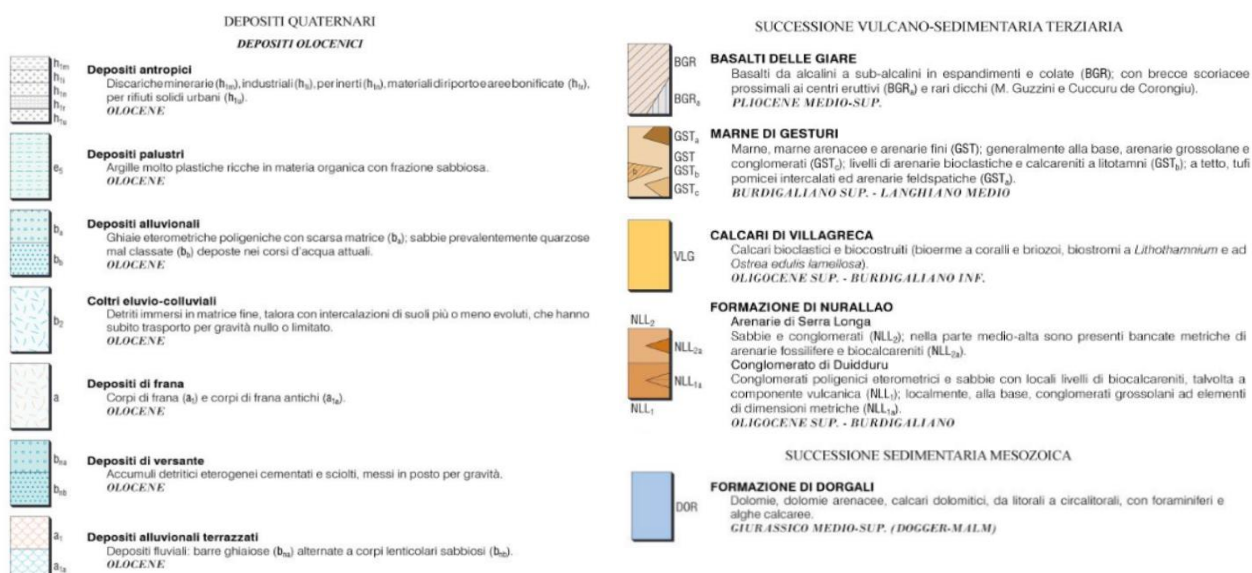 DEPOSITI QUATERNARI
DEPOSITI OLOCENICI
h1m
h1i
h1n
h1r
h1u
Depositi antropici
Discariche minerarie (h1m), industriali (h1i), per inerti (h1n), materiali di riporto e aree bonificate (h1r),
per rifiuti solidi urbani (h1u).
OLOCENE
e5
Depositi palustri
Argille molto plastiche ricche in materia organica con frazione sabbiosa.
OLOCENE
ba
bb
Depositi alluvionali
Ghiaie eterometriche poligeniche con scarsa matrice (ba); sabbie prevalentemente quarzose
mal classate (bb) deposte nei corsi d'acqua attuali.
OLOCENE
b2
Coltri eluvio-colluviali
Detriti immersi in matrice fine, talora con intercalazioni di suoli più o meno evoluti, che hanno
subito trasporto per gravità nullo o limitato.
OLOCENE
a
Depositi di frana
Corpi di frana (a1) e corpi di frana antichi (a1a).
OLOCENE
bna
bnb
Depositi di versante
Accumuli detritici eterogenei cementati e sciolti, messi in posto per gravità.
OLOCENE
a1
a1a
Depositi alluvionali terrazzati
Depositi fluviali: barre ghiaiose (bna) alternate a corpi lenticolari sabbiosi (bnb).
OLOCENE
SUCCESSIONE VULCANO-SEDIMENTARIA TERZIARIA
BGR
BGRa
BASALTI DELLE GIARE
Basalti da alcalini a sub-alcalini in espandimenti e colate (BGR); con brecce scoriacee
prossimali ai centri eruttivi (BGRa) e rari dicchi (M. Guzzini e Cuccuru de Corongiu).
PLIOCENE MEDIO-SUP.
GSTa
GST
GSTb
GSTc
b
MARNE DI GESTURI
Marne, marne arenacee e arenarie fini (GST); generalmente alla base, arenarie grossolane e
conglomerati (GSTc); livelli di arenarie bioclastiche e calcareniti a litotamni (GSTb); a tetto, tufi
pomicei intercalati ed arenarie feldspatiche (GSTa).
BURDIGALIANO SUP. - LANGHIANO MEDIO
VLG
CALCARI DI VILLAGRECA
Calcari bioclastici e biocostruiti (bioerme a coralli e briozoi, biostromi a Lithothamnium e ad
Ostrea edulis lamellosa).
OLIGOCENE SUP. - BURDIGALIANO INF.
NLL2
NLL2a
NLL1a
NLL1
FORMAZIONE DI NURALLAO
Arenarie di Serra Longa
Sabbie e conglomerati (NLL2); nella parte medio-alta sono presenti bancate metriche di
arenarie fossilifere e biocalcareniti (NLL2a).
Conglomerato di Duidduru
Conglomerati poligenici eterometrici e sabbie con locali livelli di biocalcareniti, talvolta a
componente vulcanica (NLL1); localmente, alla base, conglomerati grossolani ad elementi
di dimensioni metriche (NLL1a).
OLIGOCENE SUP. - BURDIGALIANO
SUCCESSIONE SEDIMENTARIA MESOZOICA
DOR
FORMAZIONE DI DORGALI
Dolomie, dolomie arenacee, calcari dolomitici, da litorali a circalitorali, con foraminiferi e
alghe calcaree.
GIURASSICO MEDIO-SUP. (DOGGER-MALM)